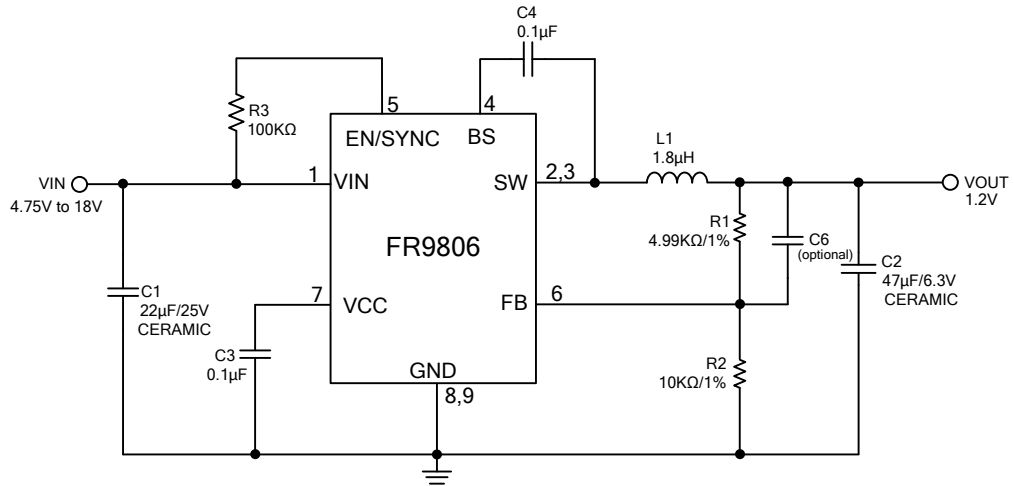 C4
0.1µF
5
4
R3
100KΩ
EN/SYNC
BS
L1
1.8µH
VIN
4.75V to 18V
1
VIN
SW
2,3
VOUT
1.2V
R1
4.99KΩ/1%
C6
(optional)
FR9806
C2
47µF/6.3V
CERAMIC
C1
22µF/25V
CERAMIC
7
VCC
FB
6
C3
0.1µF
GND
8,9
R2
10KΩ/1%